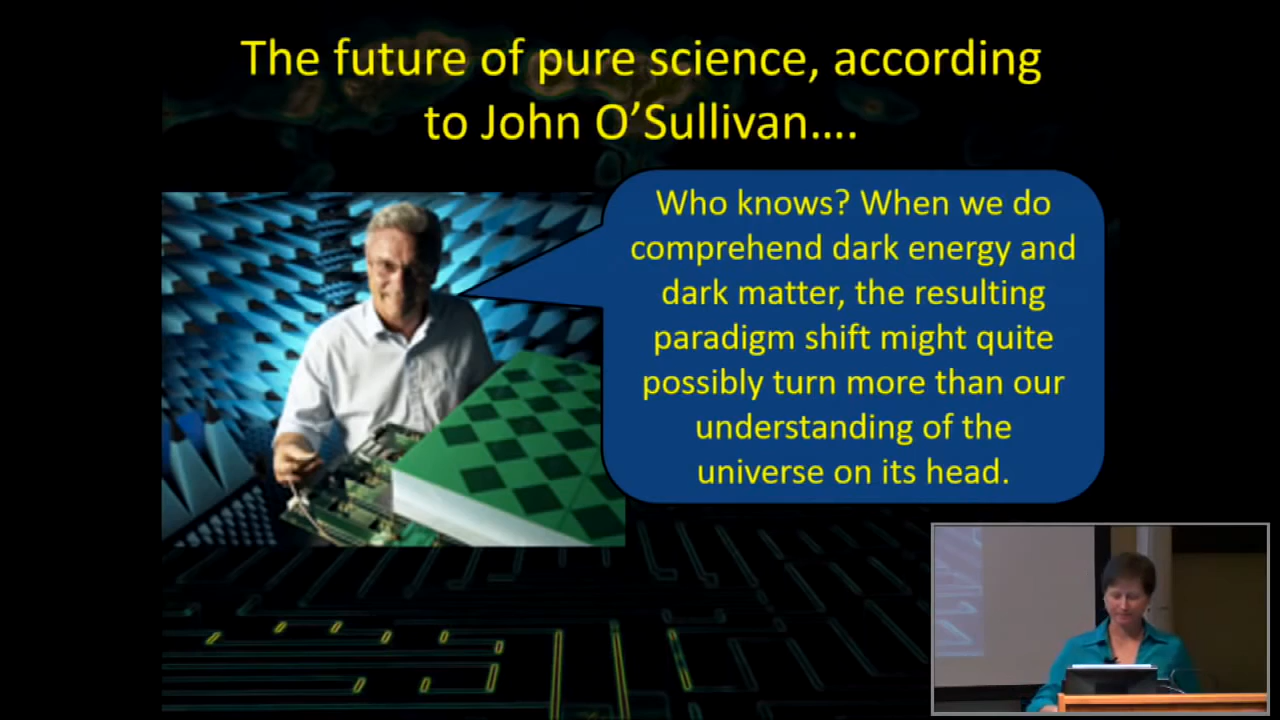 The future of pure science, according
to John O’Sullivan….
Who knows? When we do
comprehend dark energy and
dark matter, the resulting
paradigm shift might quite
possibly turn more than our
understanding of the
universe on its head.